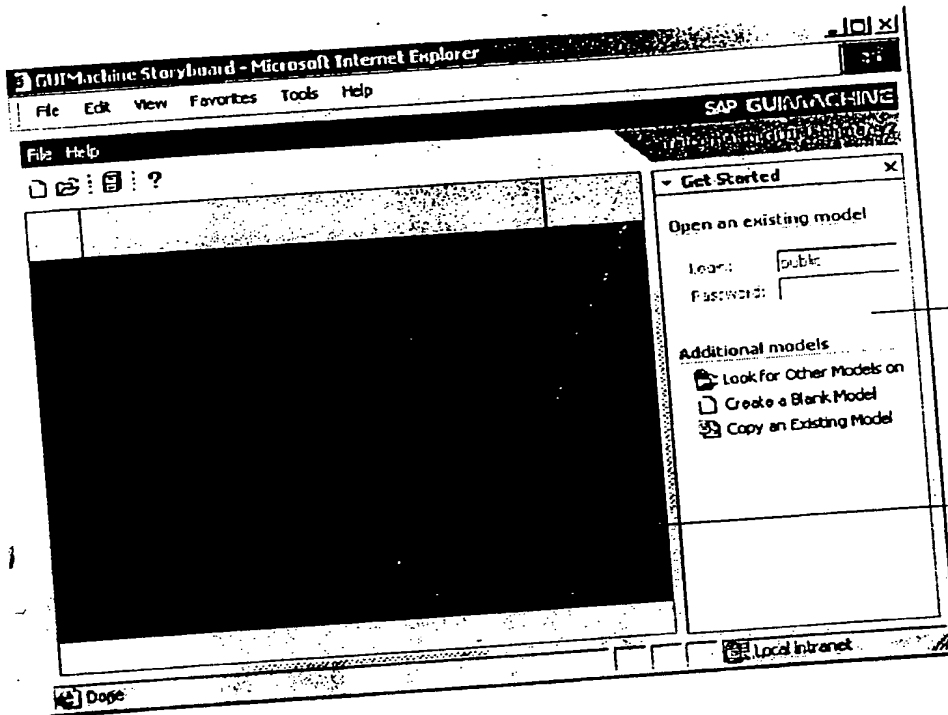 GUIMachine Storyboard - Microsoft Internet Explorer
File Edit View Favorites Tools Help
SAP GUIMACHINE
File Help
?
Get Started
Open an existing model
Logon: public
Password:
Additional models
Look for Other Models on
Create a Blank Model
Copy an Existing Model
Local intranet
Done